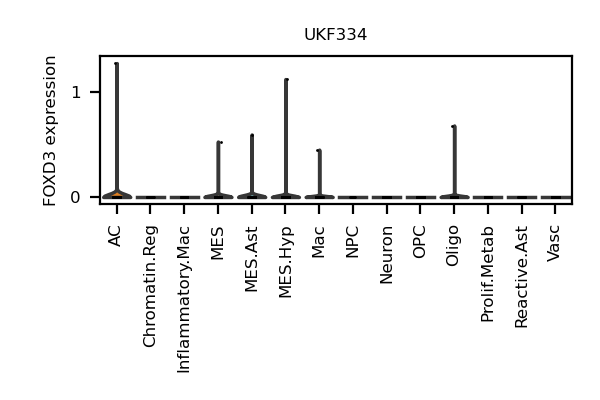 UKF334
FOXD3 expression
1
0
AC
Chromatin.Reg
Inflammatory.Mac
MES
MES.Ast
MES.Hyp
Mac
NPC
Neuron
OPC
Oligo
Prolif.Metab
Reactive.Ast
Vasc